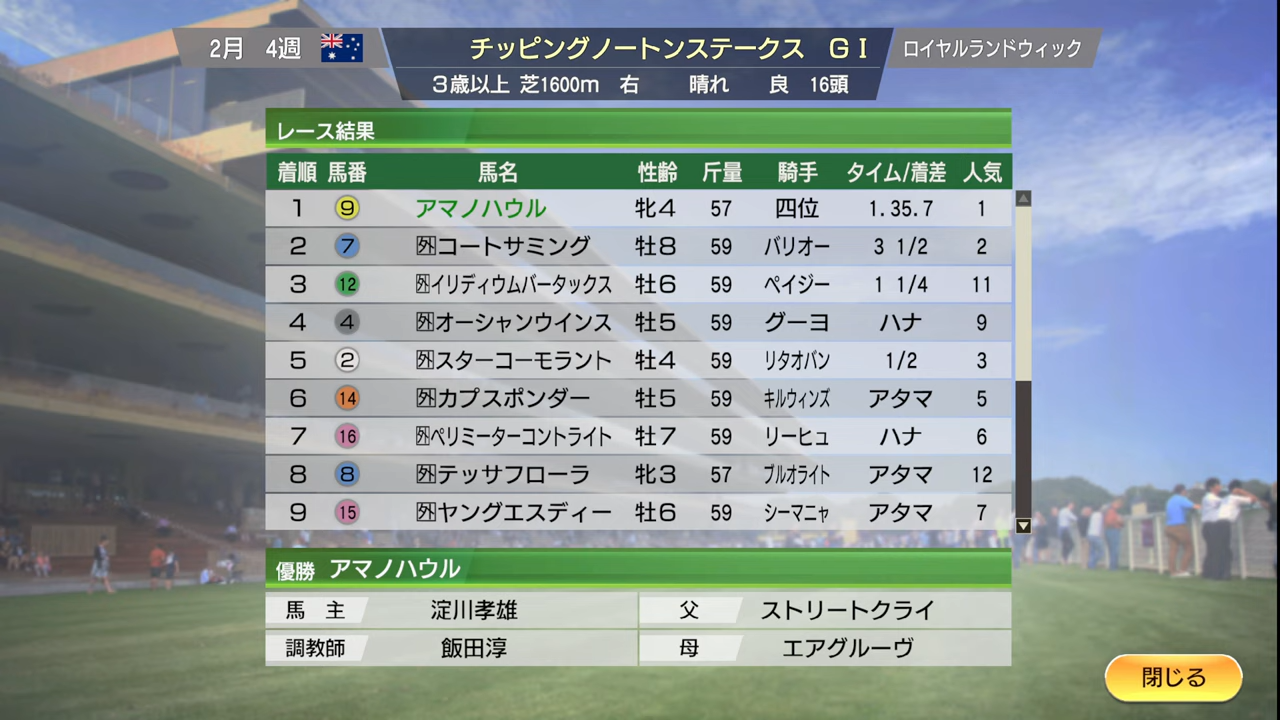 2月 4週 チッピングノートンステークス GⅠ ロイヤルランドウィック
3歳以上 芝1600m 右 晴れ 良 16頭
レース結果
着順 馬番 馬名 性齢 斤量 騎手 タイム/着差 人気
1 9 アマノハウル 牝4 57 四位 1.35.7 1
2 7 外コートサミング 牡8 59 バリオー 3 1/2 2
3 12 外イリディウムバータックス 牡6 59 ペイジー 1 1/4 11
4 4 外オーシャンウインス 牡5 59 グーヨ ハナ 9
5 2 外スターコーモラント 牡4 59 リタオバン 1/2 3
6 14 外カプスポンダー 牡5 59 キルウィンズ アタマ 5
7 16 外ペリミーターコントライト 牡7 59 リーヒュ ハナ 6
8 8 外テッサフローラ 牝3 57 ブルオライト アタマ 12
9 15 外ヤングエスディー 牡6 59 シーマニャ アタマ 7
優勝 アマノハウル
馬主 淀川孝雄 父 ストリートクライ
調教師 飯田淳 母 エアグルーヴ
閉じる